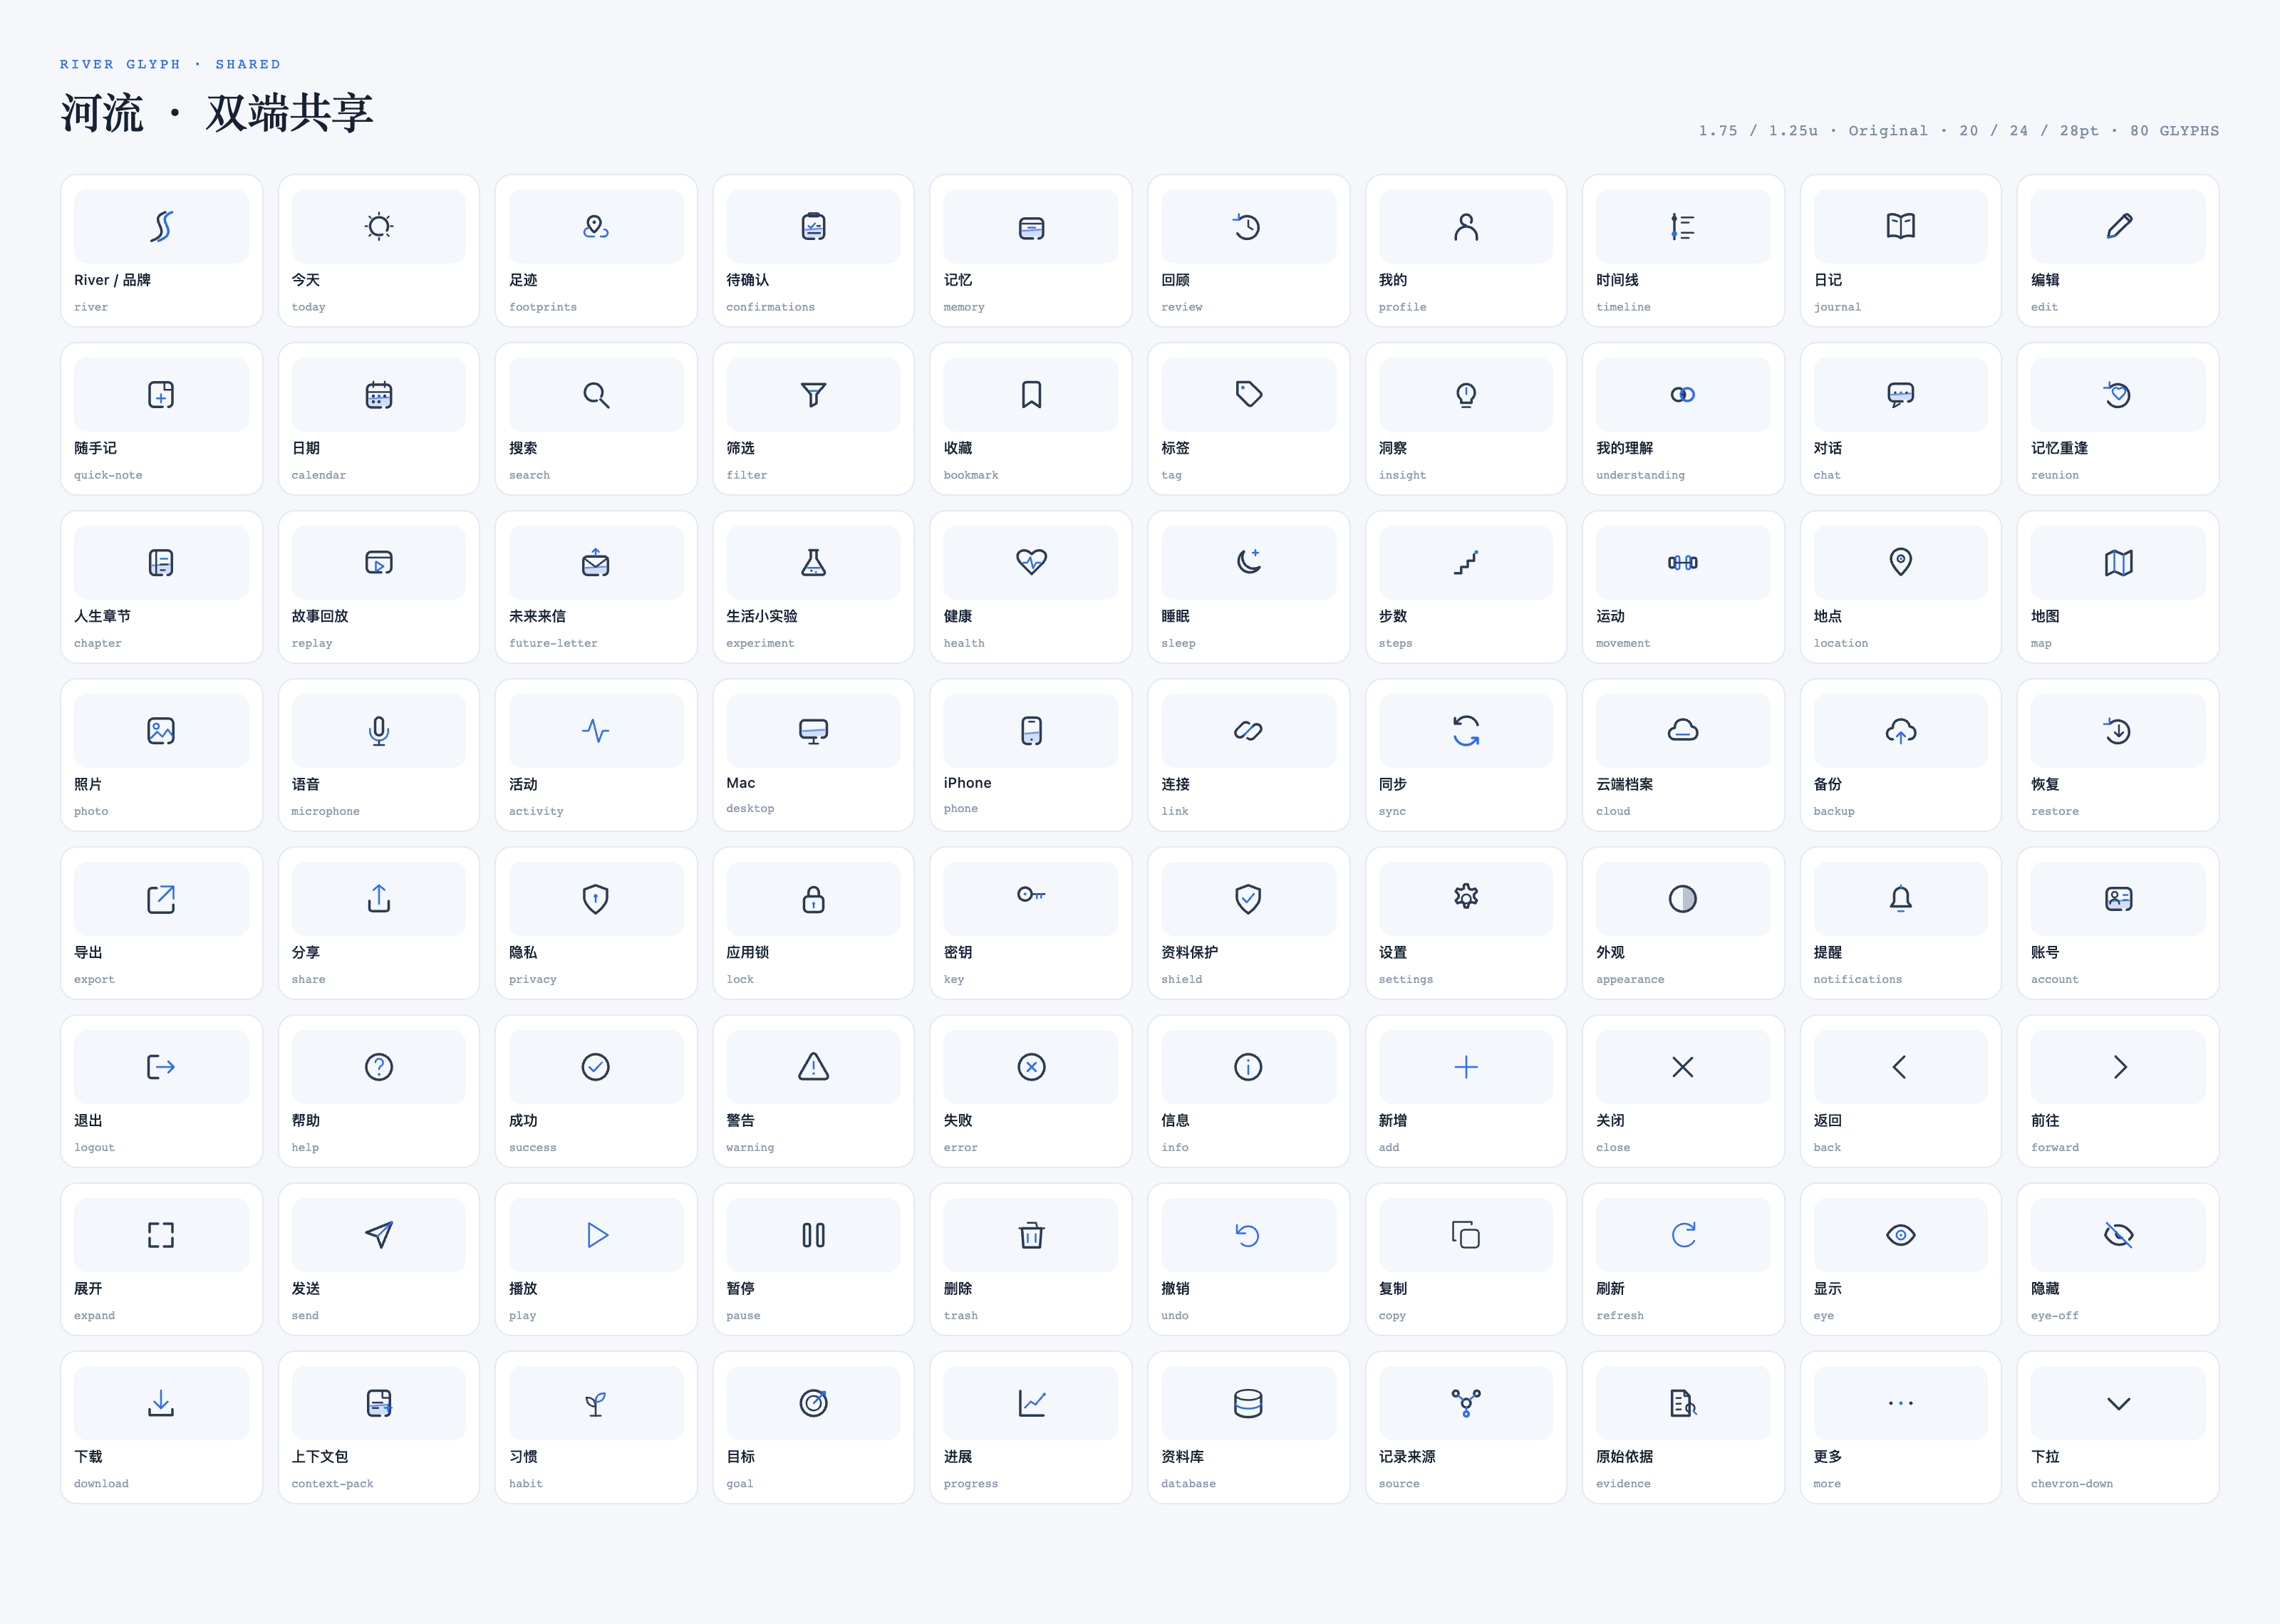 RIVER GLYPH · SHARED
河流 · 双端共享
1.75 / 1.25u · Original · 20 / 24 / 28pt · 80 GLYPHS
River / 品牌
river
今天
today
足迹
footprints
待确认
confirmations
记忆
memory
回顾
review
我的
profile
时间线
timeline
日记
journal
编辑
edit
随手记
quick-note
日期
calendar
搜索
search
筛选
filter
收藏
bookmark
标签
tag
洞察
insight
我的理解
understanding
对话
chat
记忆重逢
reunion
人生章节
chapter
故事回放
replay
未来来信
future-letter
生活小实验
experiment
健康
health
睡眠
sleep
步数
steps
运动
movement
地点
location
地图
map
照片
photo
语音
microphone
活动
activity
Mac
desktop
iPhone
phone
连接
link
同步
sync
云端档案
cloud
备份
backup
恢复
restore
导出
export
分享
share
隐私
privacy
应用锁
lock
密钥
key
资料保护
shield
设置
settings
外观
appearance
提醒
notifications
账号
account
退出
logout
帮助
help
成功
success
警告
warning
失败
error
信息
info
新增
add
关闭
close
返回
back
前往
forward
展开
expand
发送
send
播放
play
暂停
pause
删除
trash
撤销
undo
复制
copy
刷新
refresh
显示
eye
隐藏
eye-off
下载
download
上下文包
context-pack
习惯
habit
目标
goal
进展
progress
资料库
database
记录来源
source
原始依据
evidence
更多
more
下拉
chevron-down